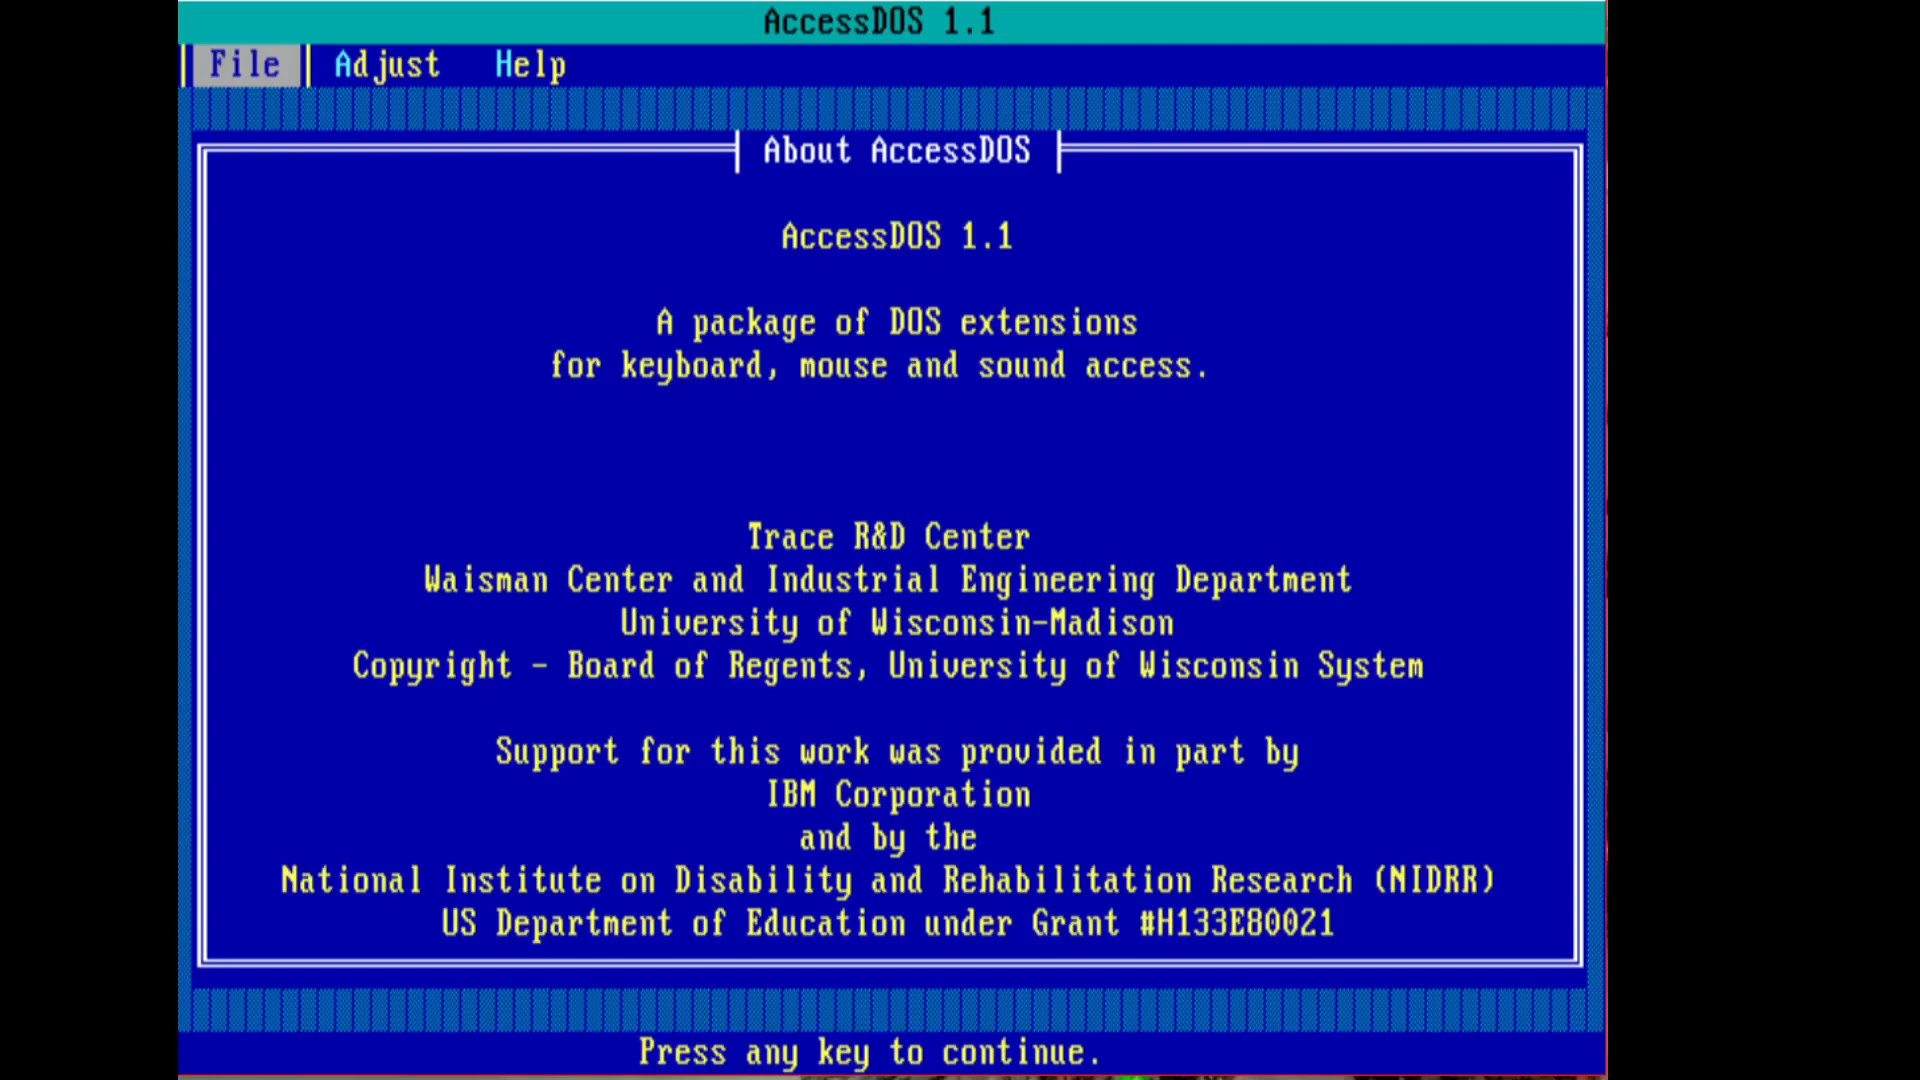 AccessDOS 1.1
File Adjust Help
About AccessDOS
AccessDOS 1.1
A package of DOS extensions
for keyboard, mouse and sound access.
Trace R&D Center
Waisman Center and Industrial Engineering Department
University of Wisconsin-Madison
Copyright - Board of Regents, University of Wisconsin System
Support for this work was provided in part by
IBM Corporation
and by the
National Institute on Disability and Rehabilitation Research (NIDRR)
US Department of Education under Grant #H133E80021
Press any key to continue.